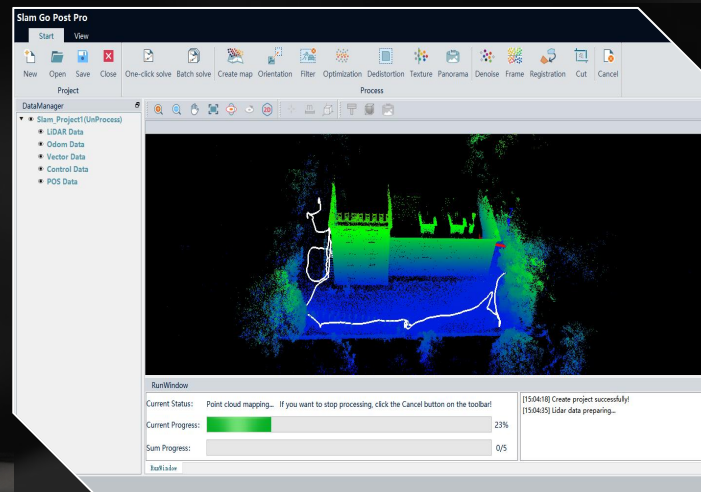 Slam Go Post Pro
Start View
New Open Save Close One-click solve Batch solve Create map Orientation Filter Optimization Dedistortion Texture Panorama Denoise Frame Registration Cut Cancel
Project Process
DataManager
Slam_Project1(UnProcess)
LiDAR Data
Odom Data
Vector Data
Control Data
POS Data
2D
RunWindow
Current Status: Point cloud mapping... If you want to stop processing, click the Cancel button on the toolbar!
Current Progress: 23%
Sum Progress: 0/5
[15:04:18] Create project successfully!
[15:04:35] Lidar data preparing...
RunWindow